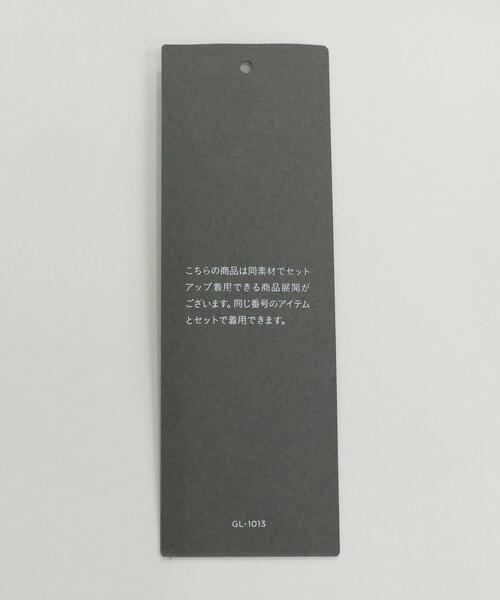 こちらの商品は同素材でセット
アップ着用できる商品展開が
ございます。同じ番号のアイテム
とセットで着用できます。
GL-1013